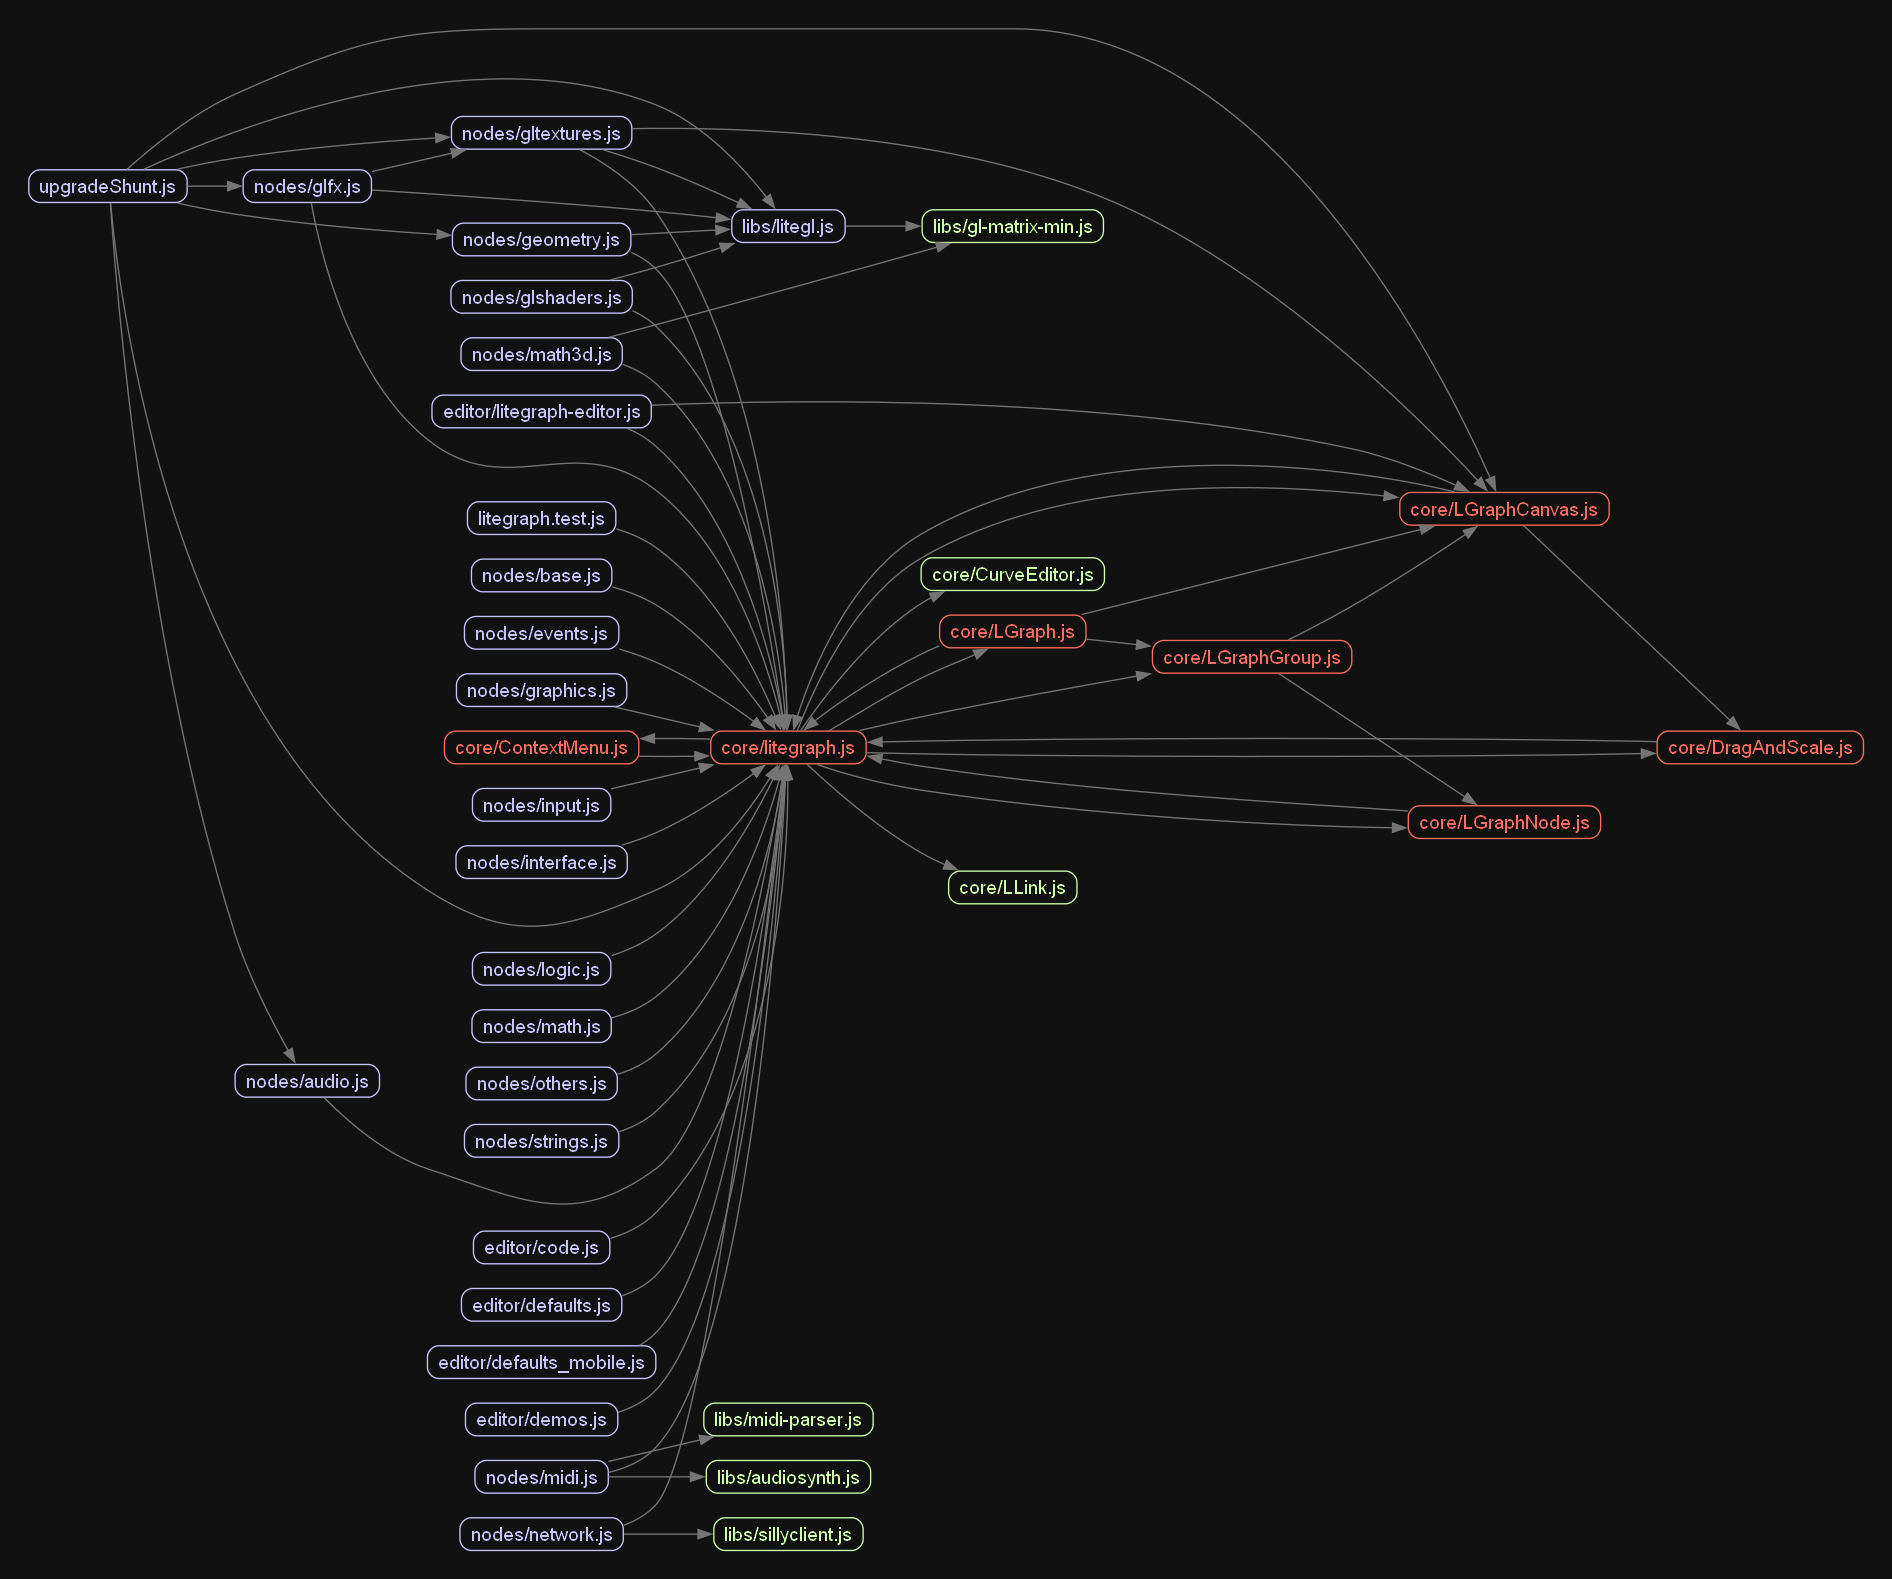 upgradeShunt.js
nodes/glfx.js
nodes/gltextures.js
nodes/geometry.js
nodes/glshaders.js
nodes/math3d.js
editor/litegraph-editor.js
litegraph.test.js
nodes/base.js
nodes/events.js
nodes/graphics.js
core/ContextMenu.js
nodes/input.js
nodes/interface.js
nodes/logic.js
nodes/math.js
nodes/audio.js
nodes/others.js
nodes/strings.js
editor/code.js
editor/defaults.js
editor/defaults_mobile.js
editor/demos.js
nodes/midi.js
nodes/network.js
libs/litegl.js
core/litegraph.js
libs/midi-parser.js
libs/audiosynth.js
libs/sillyclient.js
libs/gl-matrix-min.js
core/CurveEditor.js
core/LGraph.js
core/LLink.js
core/LGraphGroup.js
core/LGraphCanvas.js
core/LGraphNode.js
core/DragAndScale.js